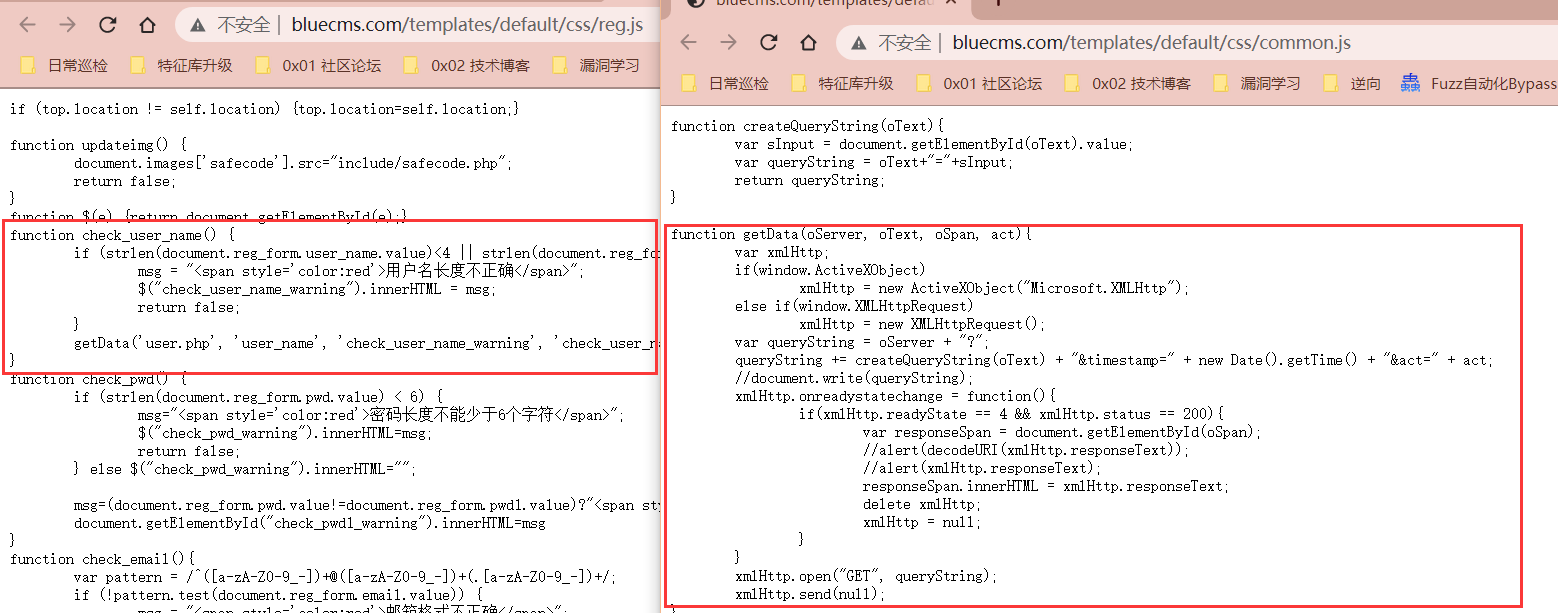 不安全 | bluecms.com/templates/default/css/reg.js
日常巡检 特征库升级 0x01 社区论坛 0x02 技术博客 漏洞学习
if (top.location != self.location) {top.location=self.location;}
function updateimg() {
document.images['safecode'].src="include/safecode.php";
return false;
}
function $(e) {return document.getElementById(e);}
function check_user_name() {
if (strlen(document.reg_form.user_name.value)<4 || strlen(document.reg_fo
msg = "<span style='color:red'>用户名长度不正确</span>";
$("check_user_name_warning").innerHTML = msg;
return false;
}
getData('user.php', 'user_name', 'check_user_name_warning', 'check_user_na
}
function check_pwd() {
if (strlen(document.reg_form.pwd.value) < 6) {
msg="<span style='color:red'>密码长度不能少于6个字符</span>";
$("check_pwd_warning").innerHTML=msg;
return false;
} else $("check_pwd_warning").innerHTML="";
msg=(document.reg_form.pwd.value!=document.reg_form.pwd1.value)?"<span sty
document.getElementById("check_pwd1_warning").innerHTML=msg
}
function check_email(){
var pattern = /^([a-zA-Z0-9_-])+@([a-zA-Z0-9_-])+(.[a-zA-Z0-9_-])+/;
if (!pattern.test(document.reg_form.email.value)) {
msg = "<span style='color:red'>邮箱格式不正确</span>";
bluecms.com/templates/defau
不安全 | bluecms.com/templates/default/css/common.js
日常巡检 特征库升级 0x01 社区论坛 0x02 技术博客 漏洞学习 逆向 Fuzz自动化Bypass
function createQueryString(oText){
var sInput = document.getElementById(oText).value;
var queryString = oText+"="+sInput;
return queryString;
}
function getData(oServer, oText, oSpan, act){
var xmlHttp;
if(window.ActiveXObject)
xmlHttp = new ActiveXObject("Microsoft.XMLHttp");
else if(window.XMLHttpRequest)
xmlHttp = new XMLHttpRequest();
var queryString = oServer + "?";
queryString += createQueryString(oText) + "&timestamp=" + new Date().getTime() + "&act=" + act;
//document.write(queryString);
xmlHttp.onreadystatechange = function(){
if(xmlHttp.readyState == 4 && xmlHttp.status == 200){
var responseSpan = document.getElementById(oSpan);
//alert(decodeURI(xmlHttp.responseText));
//alert(xmlHttp.responseText);
responseSpan.innerHTML = xmlHttp.responseText;
delete xmlHttp;
xmlHttp = null;
}
}
xmlHttp.open("GET", queryString);
xmlHttp.send(null);
}